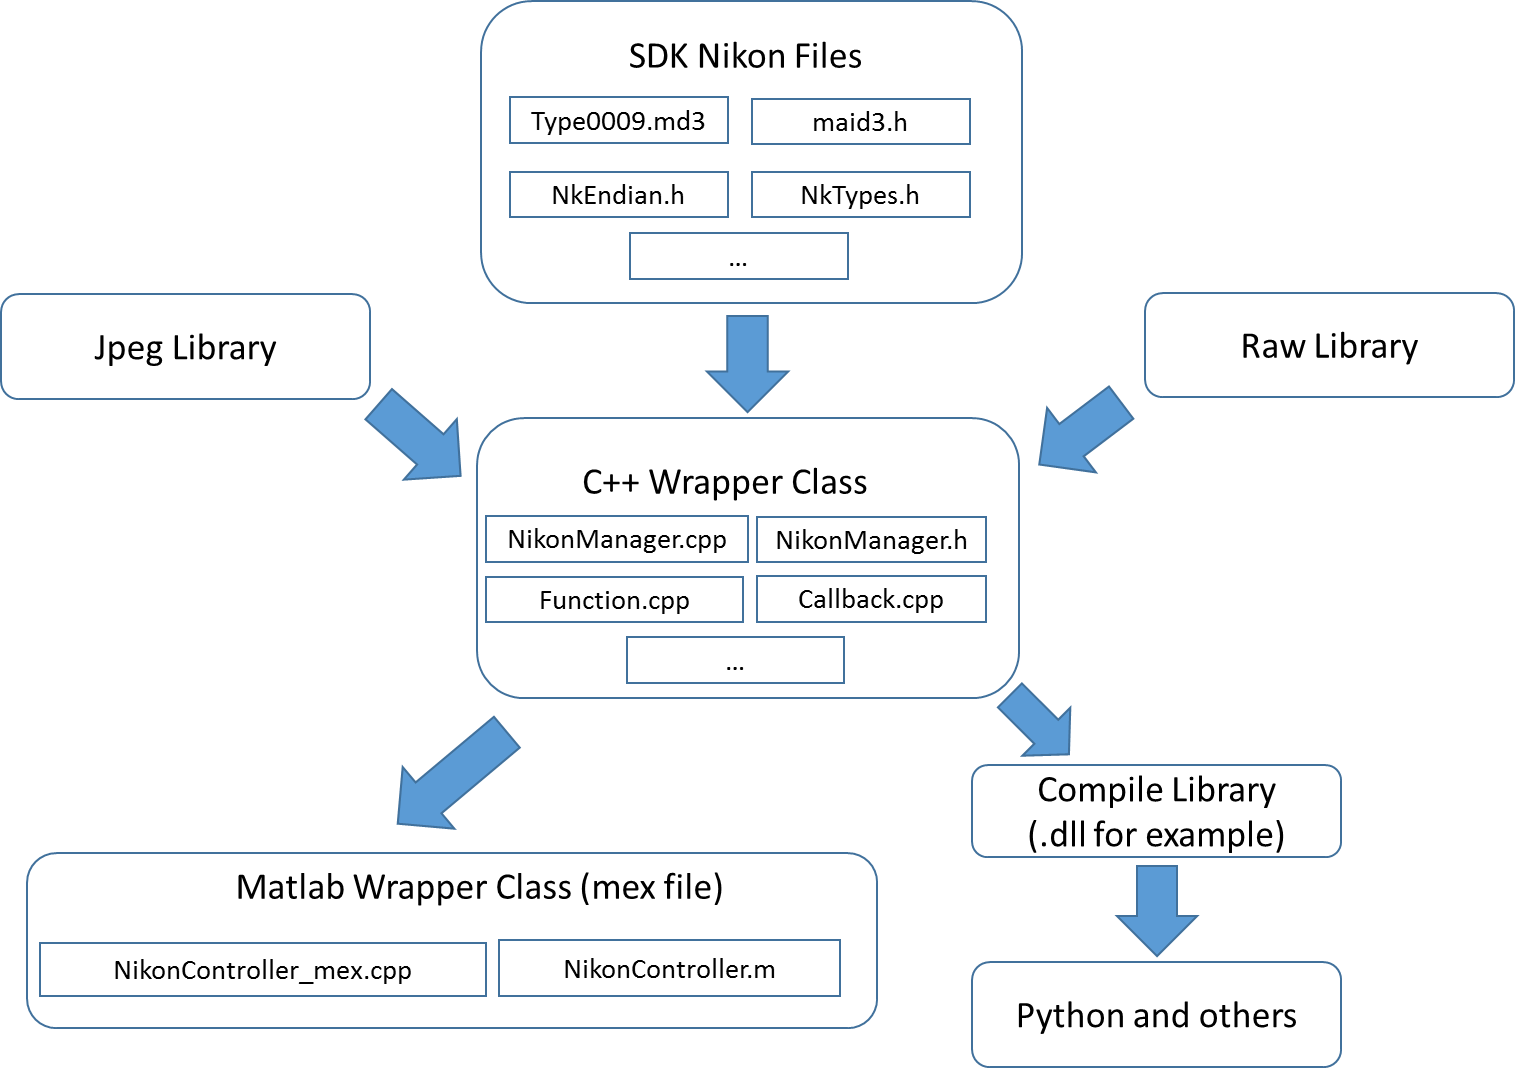 SDK Nikon Files
Type0009.md3
maid3.h
NkEndian.h
NkTypes.h
...
Jpeg Library
Raw Library
C++ Wrapper Class
NikonManager.cpp
NikonManager.h
Function.cpp
Callback.cpp
...
Compile Library
(.dll for example)
Matlab Wrapper Class (mex file)
NikonController_mex.cpp
NikonController.m
Python and others